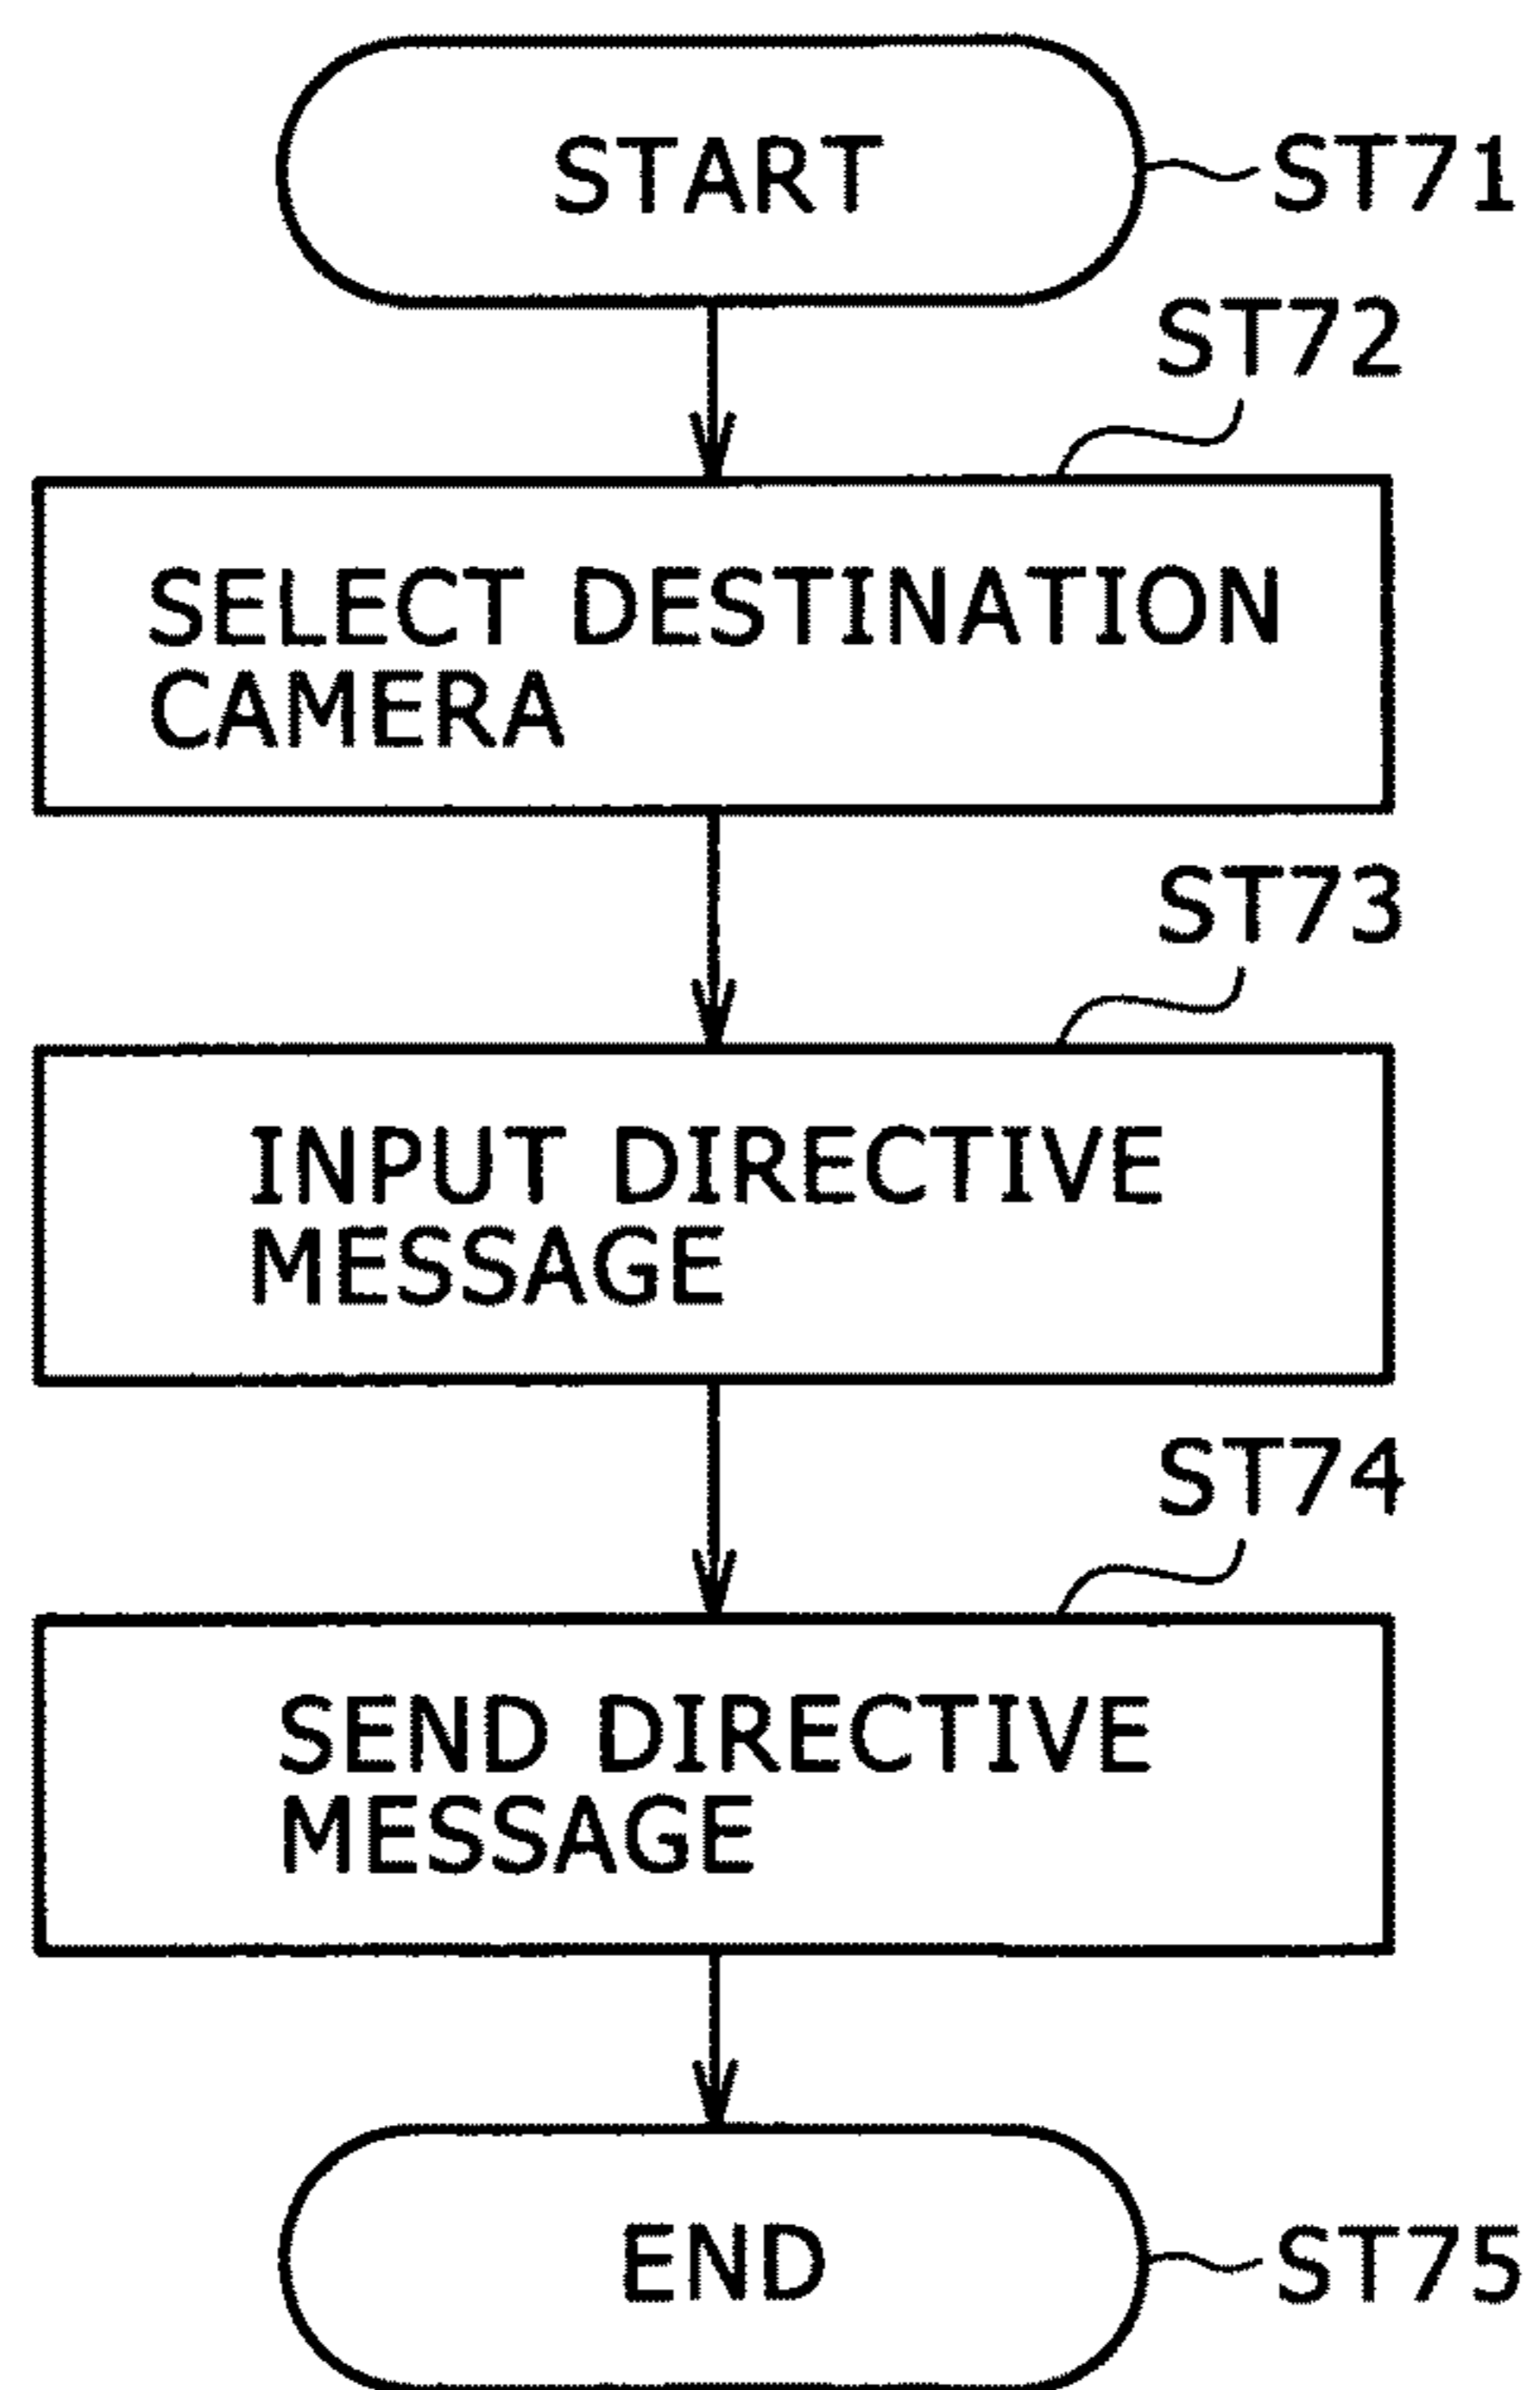 START
ST71
ST72
SELECT DESTINATION
CAMERA
ST73
INPUT DIRECTIVE
MESSAGE
ST74
SEND DIRECTIVE
MESSAGE
END
ST75